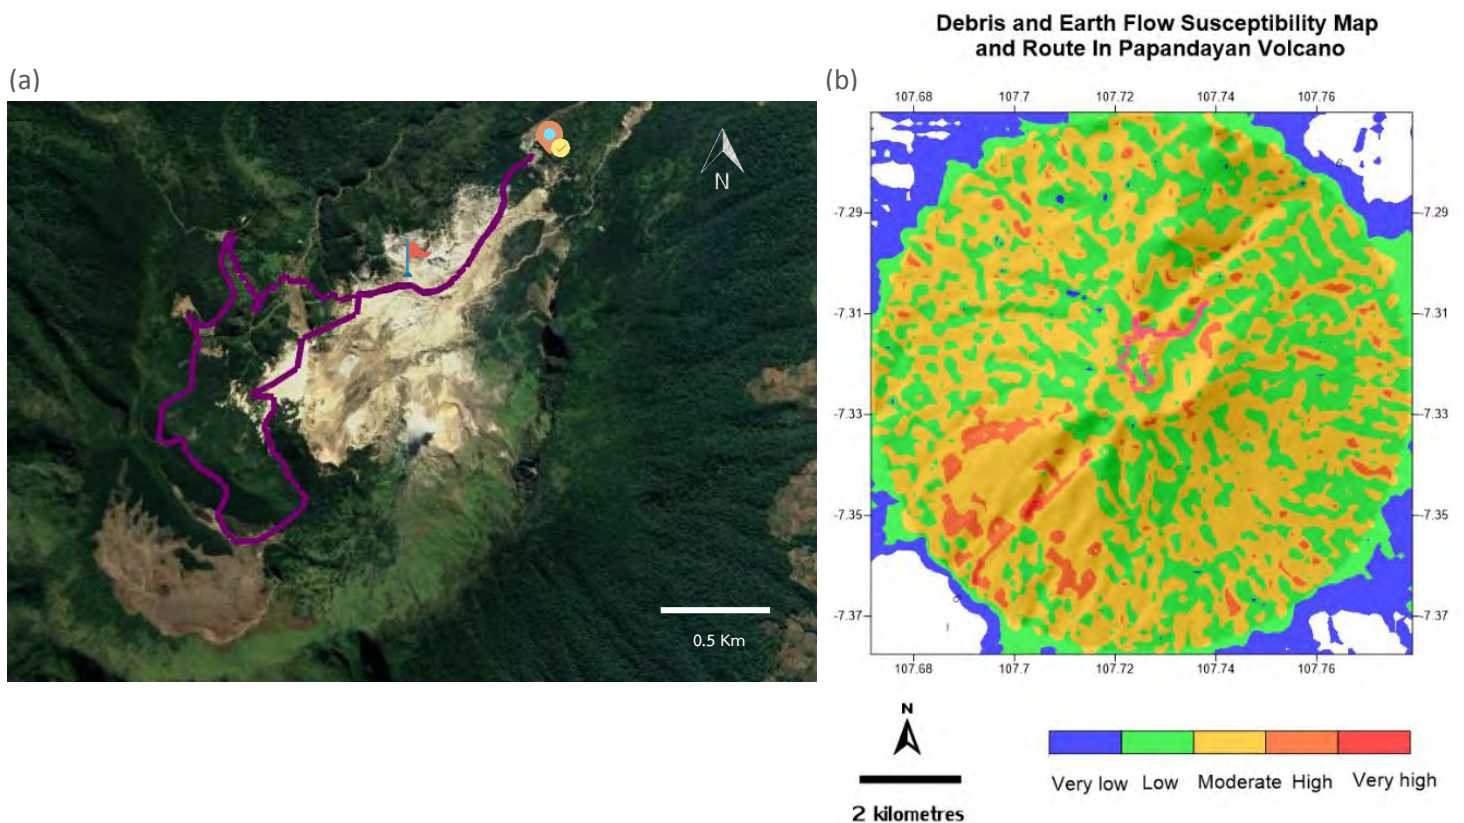 Debris and Earth Flow Susceptibility Map
and Route In Papandayan Volcano
(a)
(b)
107.68 107.7 107.72 107.74 107.76
N
-7.29 -7.29
-7.31 -7.31
-7.33 -7.33
-7.35 -7.35
-7.37 -7.37
0.5 Km
107.68 107.7 107.72 107.74 107.76
N
2 kilometres
Very low Low Moderate High Very high